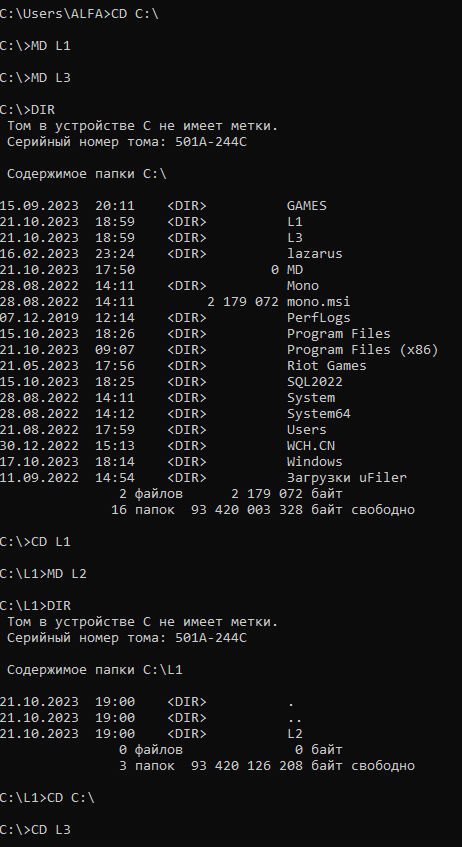 C:\Users\ALFA>CD C:\
C:\>MD L1
C:\>MD L3
C:\>DIR
Том в устройстве C не имеет метки.
Серийный номер тома: 501A-244C
Содержимое папки C:\
15.09.2023  20:11    <DIR>          GAMES
21.10.2023  18:59    <DIR>          L1
21.10.2023  18:59    <DIR>          L3
16.02.2023  23:24    <DIR>          lazarus
21.10.2023  17:50                 0 MD
28.08.2022  14:11    <DIR>          Mono
28.08.2022  14:11         2 179 072 mono.msi
07.12.2019  12:14    <DIR>          PerfLogs
15.10.2023  18:26    <DIR>          Program Files
21.10.2023  09:07    <DIR>          Program Files (x86)
21.05.2023  17:56    <DIR>          Riot Games
15.10.2023  18:25    <DIR>          SQL2022
28.08.2022  14:11    <DIR>          System
28.08.2022  14:12    <DIR>          System64
21.08.2022  17:59    <DIR>          Users
30.12.2022  15:13    <DIR>          WCH.CN
17.10.2023  18:14    <DIR>          Windows
11.09.2022  14:54    <DIR>          Загрузки uFiler
2 файлов      2 179 072 байт
16 папок  93 420 003 328 байт свободно
C:\>CD L1
C:\L1>MD L2
C:\L1>DIR
Том в устройстве C не имеет метки.
Серийный номер тома: 501A-244C
Содержимое папки C:\L1
21.10.2023  19:00    <DIR>          .
21.10.2023  19:00    <DIR>          ..
21.10.2023  19:00    <DIR>          L2
0 файлов              0 байт
3 папок  93 420 126 208 байт свободно
C:\L1>CD C:\
C:\>CD L3